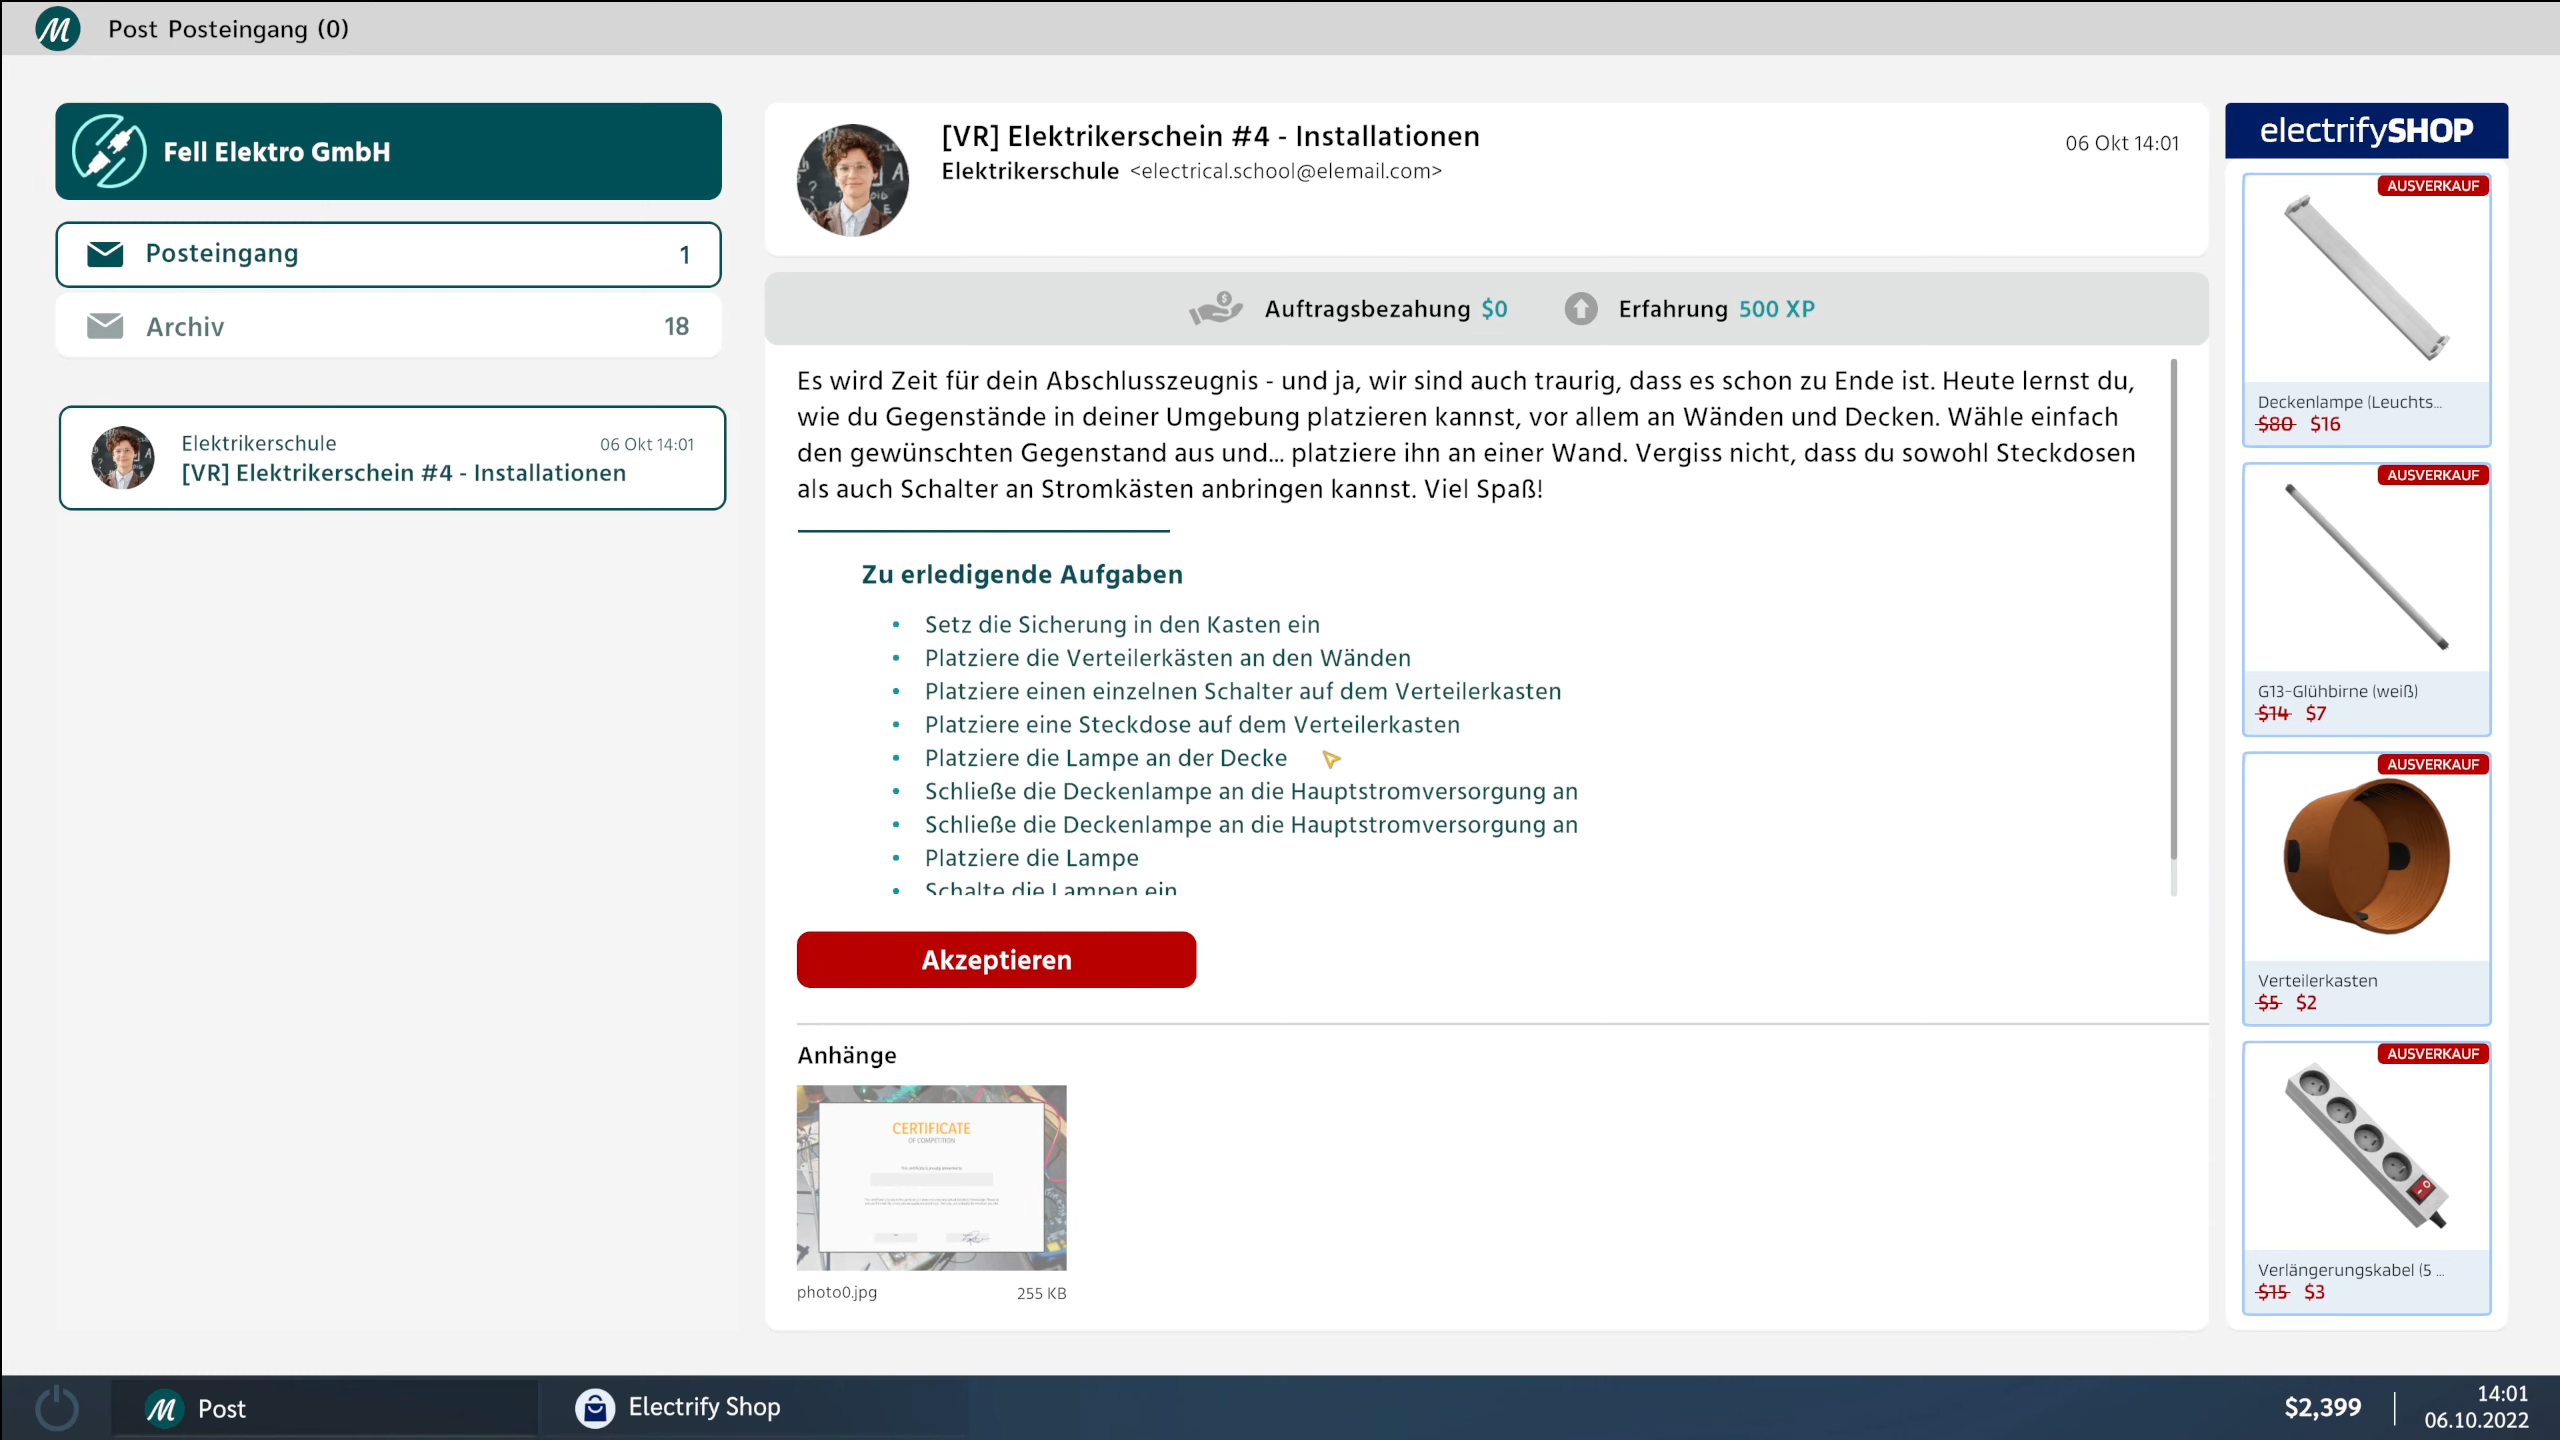 Post Posteingang (0)
Fell Elektro GmbH
Posteingang 1
Archiv 18
Elektrikerschule 06 Okt 14:01
[VR] Elektrikerschein #4 - Installationen
[VR] Elektrikerschein #4 - Installationen
06 Okt 14:01
Elektrikerschule <electrical.school@elemail.com>
Auftragsbezahung $0 Erfahrung 500 XP
Es wird Zeit für dein Abschlusszeugnis - und ja, wir sind auch traurig, dass es schon zu Ende ist. Heute lernst du,
wie du Gegenstände in deiner Umgebung platzieren kannst, vor allem an Wänden und Decken. Wähle einfach
den gewünschten Gegenstand aus und... platziere ihn an einer Wand. Vergiss nicht, dass du sowohl Steckdosen
als auch Schalter an Stromkästen anbringen kannst. Viel Spaß!
Zu erledigende Aufgaben
• Setz die Sicherung in den Kasten ein
• Platziere die Verteilerkästen an den Wänden
• Platziere einen einzelnen Schalter auf dem Verteilerkasten
• Platziere eine Steckdose auf dem Verteilerkasten
• Platziere die Lampe an der Decke
• Schließe die Deckenlampe an die Hauptstromversorgung an
• Schließe die Deckenlampe an die Hauptstromversorgung an
• Platziere die Lampe
• Schalte die Lampen ein
Akzeptieren
Anhänge
CERTIFICATE
OF COMPETITION
photo0.jpg 255 KB
electrifySHOP
AUSVERKAUF
Deckenlampe (Leuchts...
$80 $16
AUSVERKAUF
G13-Glühbirne (weiß)
$14 $7
AUSVERKAUF
Verteilerkasten
$5 $2
AUSVERKAUF
Verlängerungskabel (5 ...
$15 $3
Post
Electrify Shop
$2,399
14:01
06.10.2022